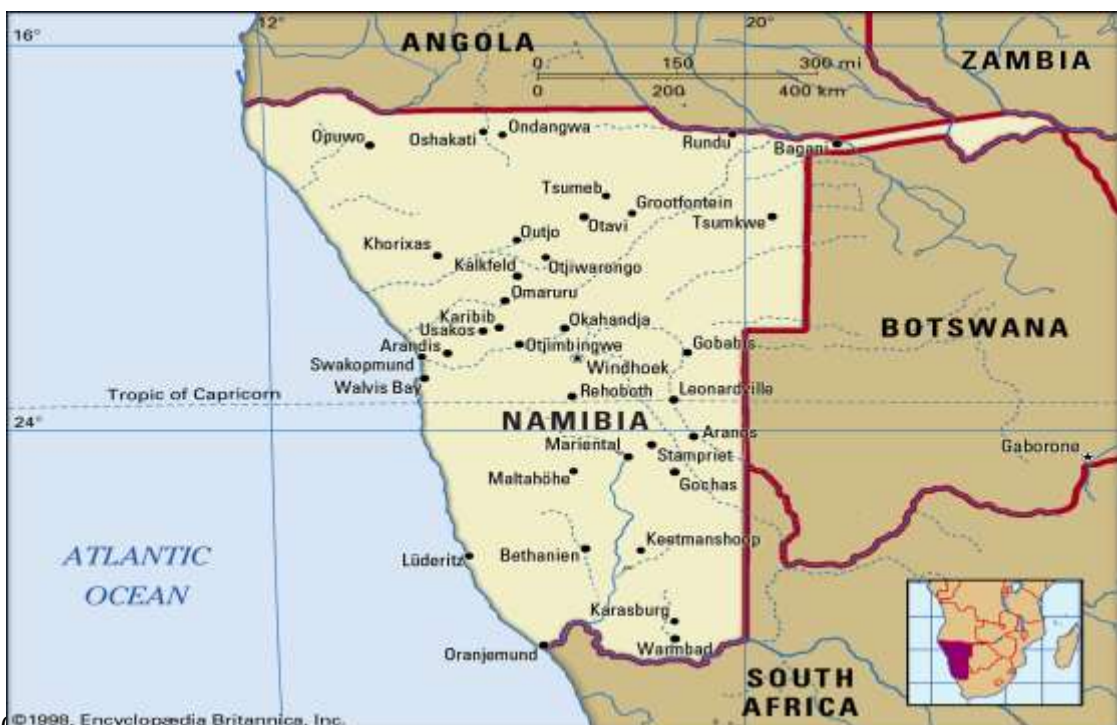 12°
20°
16°
ANGOLA
ZAMBIA
0 150 300 mi
0 200 400 km
Opuwo
Oshakati
Ondangwa
Rundu
Bagani
Tsumeb
Grootfontein
Otavi
Tsumkwe
Outjo
Khorixas
Kalkfeld
Otjiwarongo
Omaruru
Karibib
Okahandja
Usakos
BOTSWANA
Arandis
Otjimbingwe
Gobabis
Swakopmund
Windhoek
Walvis Bay
Rehoboth
Leonardville
Tropic of Capricorn
NAMIBIA
24°
Aranos
Mariental
Stampriet
Gaborone
Maltahöhe
Gochas
ATLANTIC
OCEAN
Lüderitz
Bethanien
Keetmanshoop
Karasburg
Warmbad
Oranjemund
SOUTH
AFRICA
©1998, Encyclopædia Britannica, Inc.